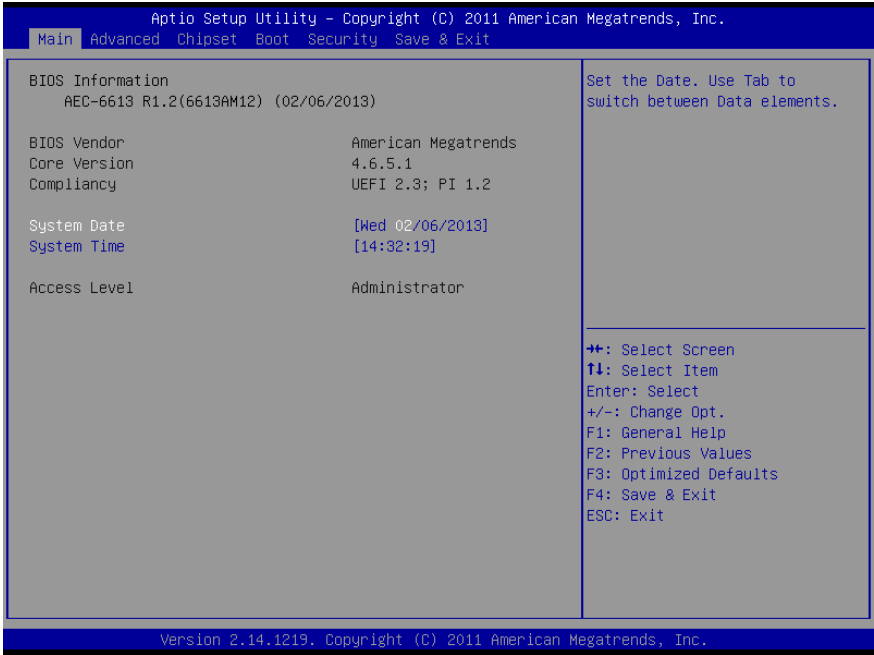 Aptio Setup Utility – Copyright (C) 2011 American Megatrends, Inc.
Main Advanced Chipset Boot Security Save & Exit
BIOS Information
AEC-6613 R1.2(6613AM12) (02/06/2013)
BIOS Vendor American Megatrends
Core Version 4.6.5.1
Compliancy UEFI 2.3; PI 1.2
System Date [Wed 02/06/2013]
System Time [14:32:19]
Access Level Administrator
Set the Date. Use Tab to
switch between Data elements.
→←: Select Screen
↑↓: Select Item
Enter: Select
+/-: Change Opt.
F1: General Help
F2: Previous Values
F3: Optimized Defaults
F4: Save & Exit
ESC: Exit
Version 2.14.1219. Copyright (C) 2011 American Megatrends, Inc.